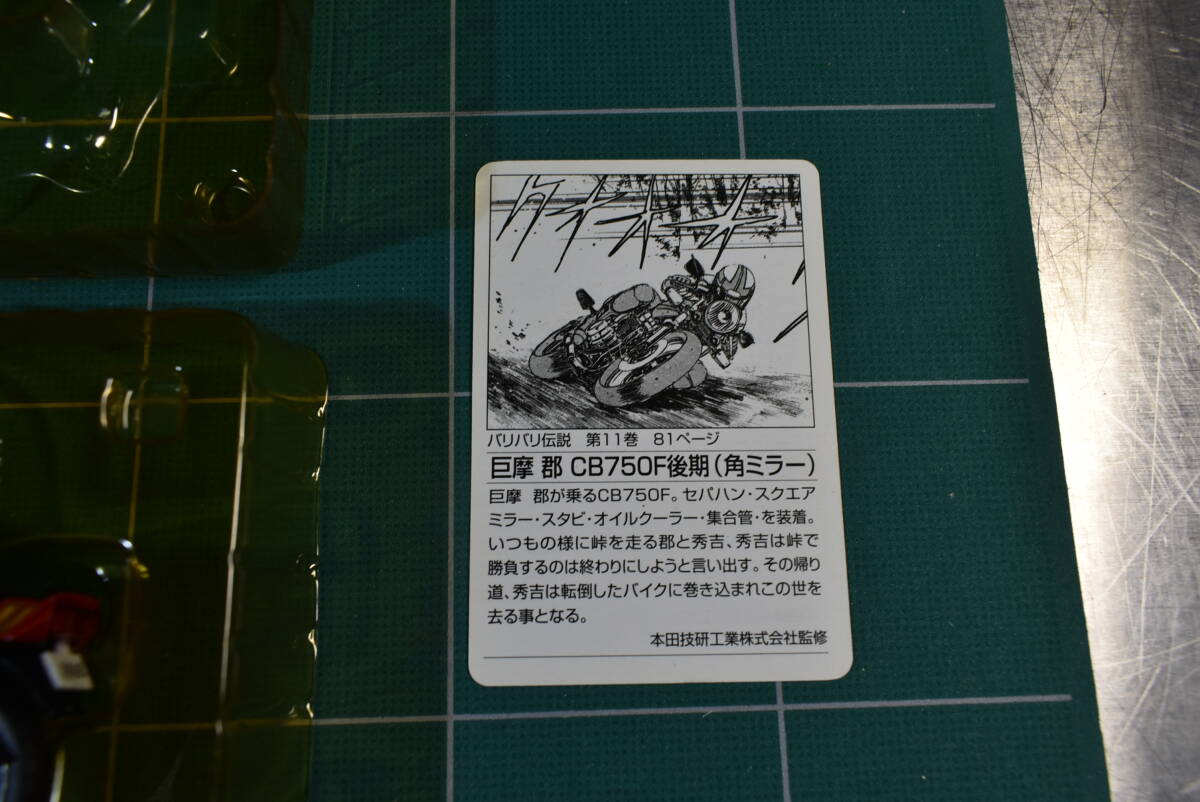 ケオオオ
バリバリ伝説 第11巻 81ページ
巨摩 郡 CB750F後期(角ミラー)
巨摩 郡が乗るCB750F。セパハン・スクエア
ミラー・スタビ・オイルクーラー・集合管・を装着。
いつもの様に峠を走る郡と秀吉、秀吉は峠で
勝負するのは終わりにしようと言い出す。その帰り
道、秀吉は転倒したバイクに巻き込まれこの世を
去る事となる。
本田技研工業株式会社監修